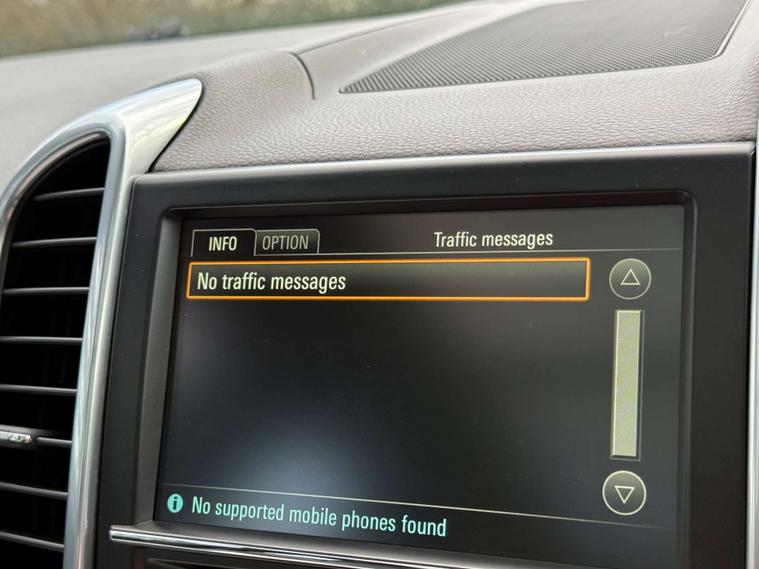 INFO OPTION Traffic messages
No traffic messages
i No supported mobile phones found